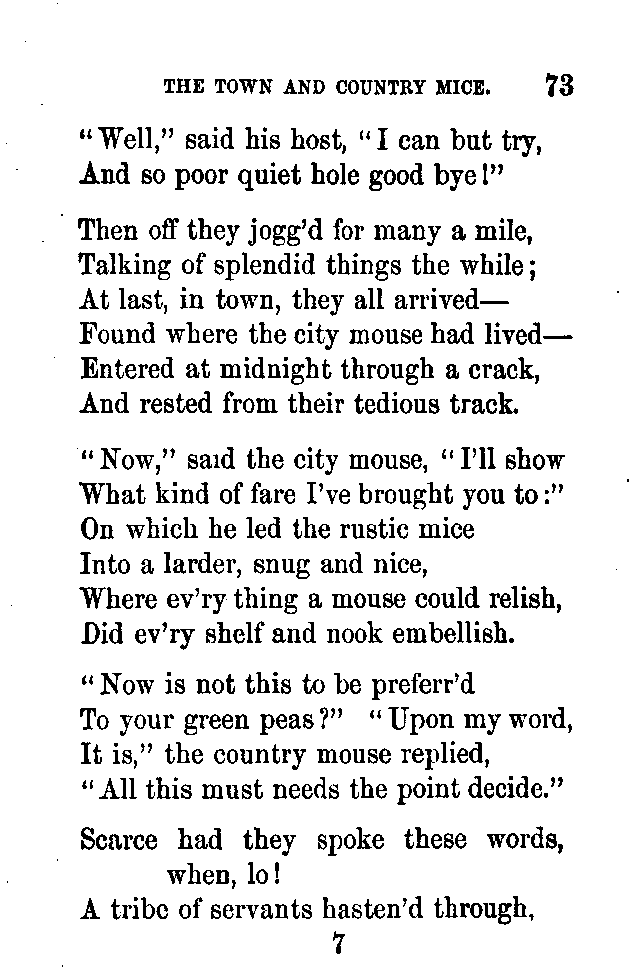 THE TOWN AND COUNTRY MICE. 73
"Well," said his host, "I can but try,
And so poor quiet hole good bye!"
Then off they jogg'd for many a mile,
Talking of splendid things the while;
At last, in town, they all arrived—
Found where the city mouse had lived—
Entered at midnight through a crack,
And rested from their tedious track.
"Now," said the city mouse, "I'll show
What kind of fare I've brought you to:"
On which he led the rustic mice
Into a larder, snug and nice,
Where ev'ry thing a mouse could relish,
Did ev'ry shelf and nook embellish.
"Now is not this to be preferr'd
To your green peas?" "Upon my word,
It is," the country mouse replied,
"All this must needs the point decide."
Scarce had they spoke these words,
when, lo!
A tribe of servants hasten'd through,
7